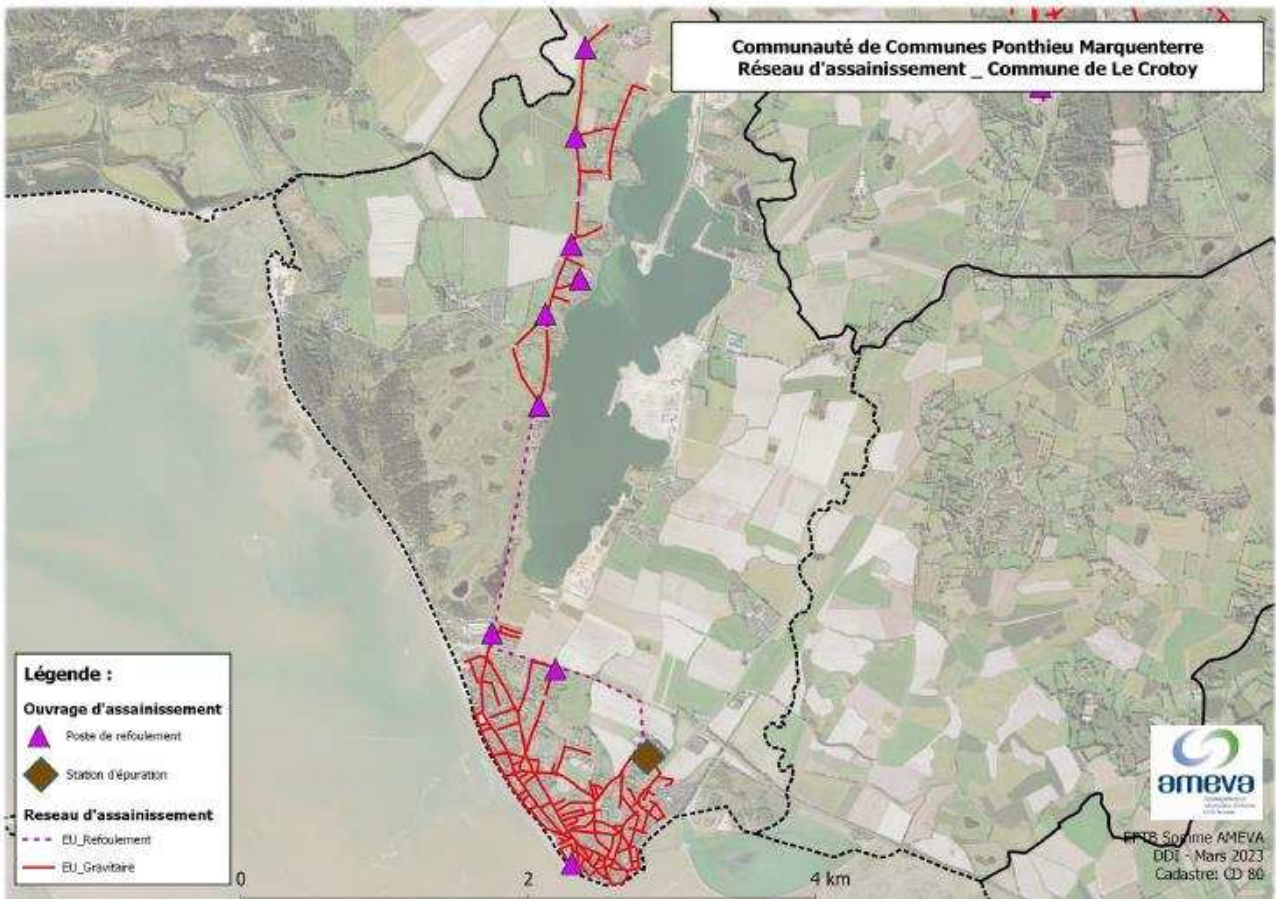 Communauté de Communes Ponthieu Marquenterre
Réseau d'assainissement _ Commune de Le Crotoy
Légende :
Ouvrage d'assainissement
Poste de refoulement
Station d'épuration
Reseau d'assainissement
EU_Refoulement
EU_Gravitaire
0
2
4 km
ameva
EPTB Somme AMEVA
DDI - Mars 2023
Cadastre: CD 80